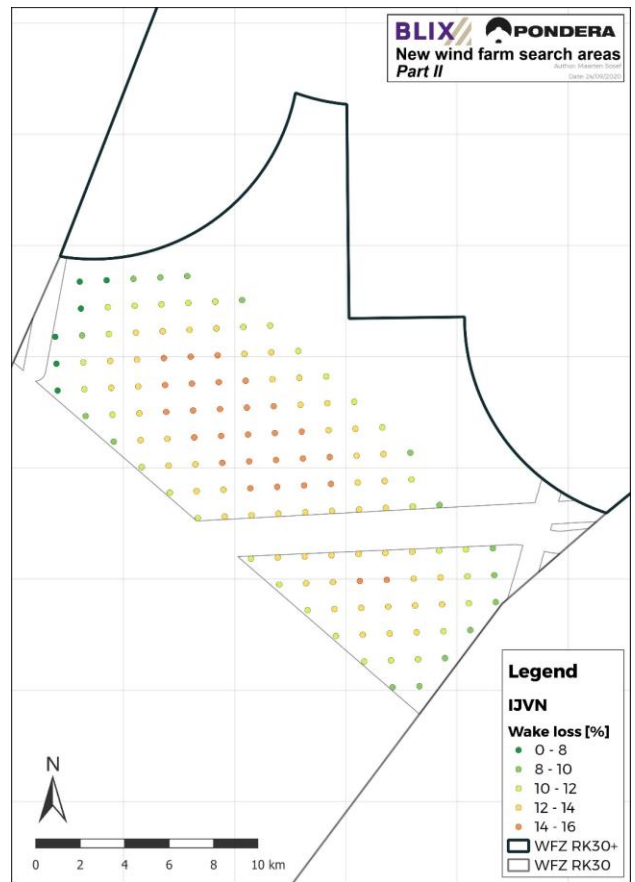 BLIX PONDERA
New wind farm search areas
Part II
Author: Maarten Sosef
Date: 24/09/2020
Legend
IJVN
Wake loss [%]
0 - 8
8 - 10
10 - 12
12 - 14
14 - 16
WFZ RK30+
WFZ RK30
N
0 2 4 6 8 10 km